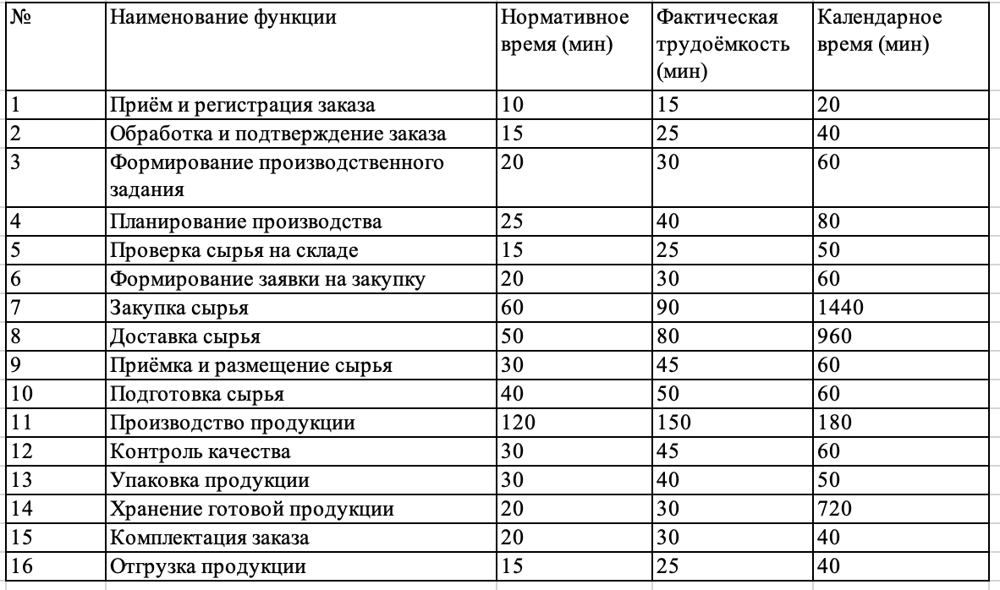 № Наименование функции Нормативное Фактическая Календарное
время (мин) трудоёмкость время (мин)
(мин)
1 Приём и регистрация заказа 10 15 20
2 Обработка и подтверждение заказа 15 25 40
3 Формирование производственного 20 30 60
задания
4 Планирование производства 25 40 80
5 Проверка сырья на складе 15 25 50
6 Формирование заявки на закупку 20 30 60
7 Закупка сырья 60 90 1440
8 Доставка сырья 50 80 960
9 Приёмка и размещение сырья 30 45 60
10 Подготовка сырья 40 50 60
11 Производство продукции 120 150 180
12 Контроль качества 30 45 60
13 Упаковка продукции 30 40 50
14 Хранение готовой продукции 20 30 720
15 Комплектация заказа 20 30 40
16 Отгрузка продукции 15 25 40